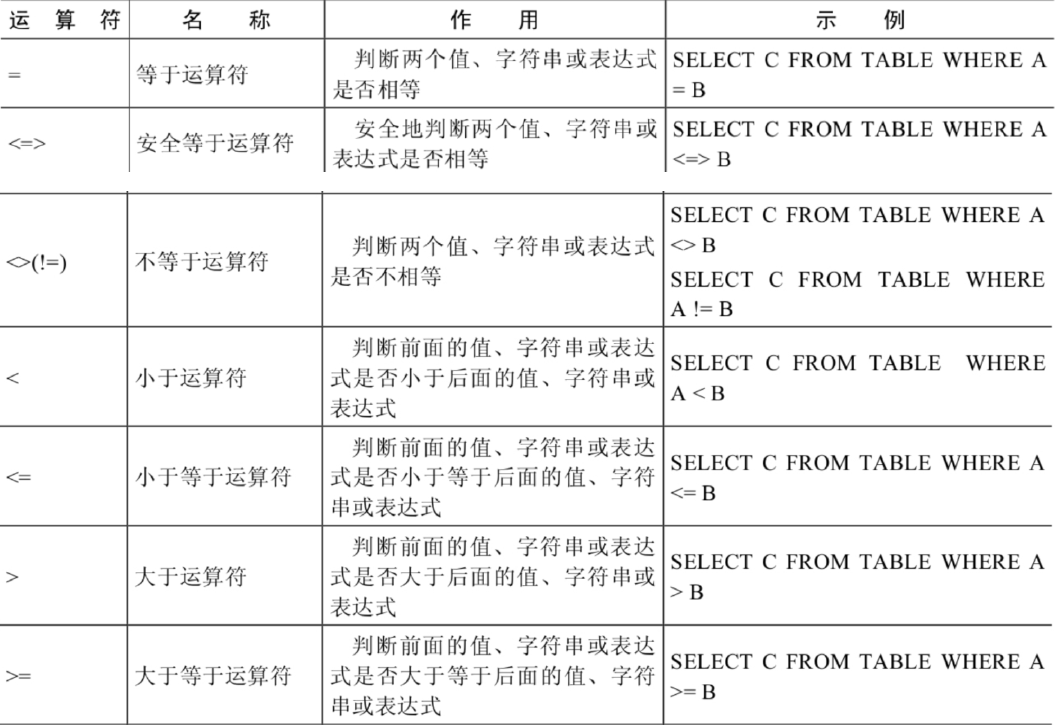 运 算 符 名 称 作 用 示 例
= 等于运算符 判断两个值、字符串或表达式 SELECT C FROM TABLE WHERE A
是否相等 = B
<=> 安全等于运算符 安全地判断两个值、字符串或 SELECT C FROM TABLE WHERE A
表达式是否相等 <=> B
SELECT C FROM TABLE WHERE A
<>(!=) 不等于运算符 判断两个值、字符串或表达式 <> B
是否不相等 SELECT C FROM TABLE WHERE
A != B
判断前面的值、字符串或表达
< 小于运算符 式是否小于后面的值、字符串或 SELECT C FROM TABLE WHERE
表达式 A < B
判断前面的值、字符串或表达
<= 小于等于运算符 式是否小于等于后面的值、字符 SELECT C FROM TABLE WHERE A
串或表达式 <= B
判断前面的值、字符串或表达
> 大于运算符 式是否大于后面的值、字符串或 SELECT C FROM TABLE WHERE A
表达式 > B
判断前面的值、字符串或表达
>= 大于等于运算符 式是否大于等于后面的值、字符 SELECT C FROM TABLE WHERE A
串或表达式 >= B